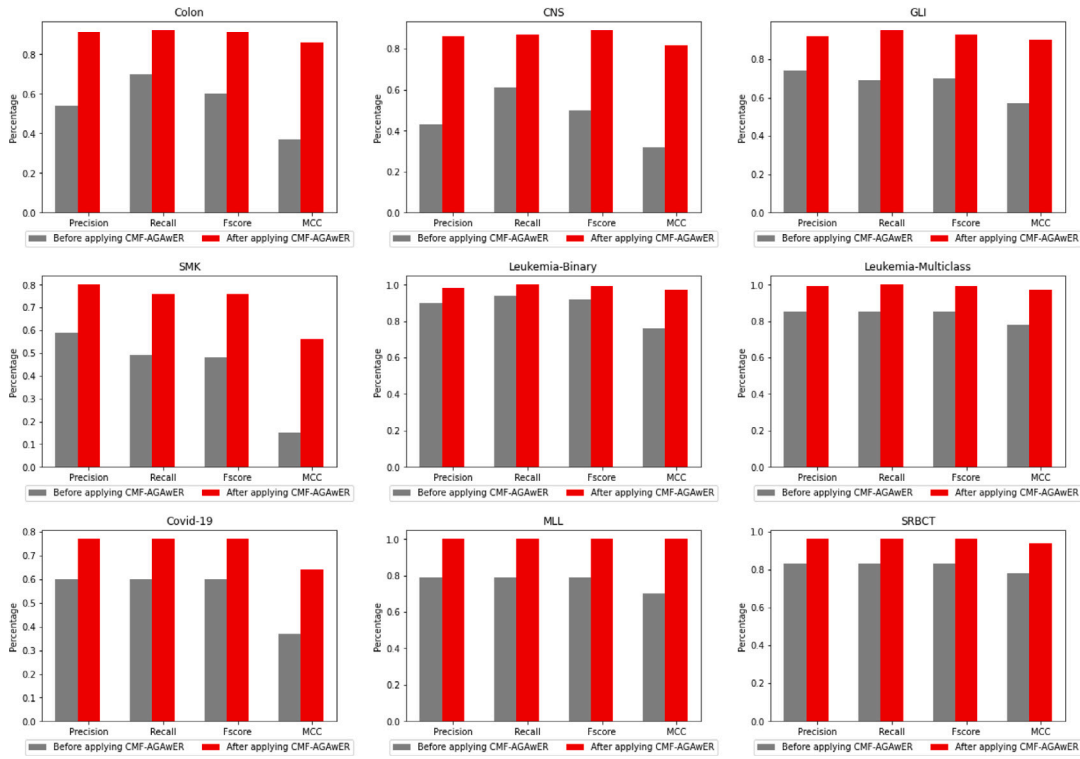 Colon
Percentage
0.8
0.6
0.4
0.2
0.0
Precision Recall Fscore MCC
Before applying CMF-AGAwER After applying CMF-AGAwER
CNS
Percentage
0.8
0.6
0.4
0.2
0.0
Precision Recall Fscore MCC
Before applying CMF-AGAwER After applying CMF-AGAwER
GLI
Percentage
0.8
0.6
0.4
0.2
0.0
Precision Recall Fscore MCC
Before applying CMF-AGAwER After applying CMF-AGAwER
SMK
Percentage
0.8
0.7
0.6
0.5
0.4
0.3
0.2
0.1
0.0
Precision Recall Fscore MCC
Before applying CMF-AGAwER After applying CMF-AGAwER
Leukemia-Binary
Percentage
1.0
0.8
0.6
0.4
0.2
0.0
Precision Recall Fscore MCC
Before applying CMF-AGAwER After applying CMF-AGAwER
Leukemia-Multiclass
Percentage
1.0
0.8
0.6
0.4
0.2
0.0
Precision Recall Fscore MCC
Before applying CMF-AGAwER After applying CMF-AGAwER
Covid-19
Percentage
0.8
0.7
0.6
0.5
0.4
0.3
0.2
0.1
0.0
Precision Recall Fscore MCC
Before applying CMF-AGAwER After applying CMF-AGAwER
MLL
Percentage
1.0
0.8
0.6
0.4
0.2
0.0
Precision Recall Fscore MCC
Before applying CMF-AGAwER After applying CMF-AGAwER
SRBCT
Percentage
1.0
0.8
0.6
0.4
0.2
0.0
Precision Recall Fscore MCC
Before applying CMF-AGAwER After applying CMF-AGAwER